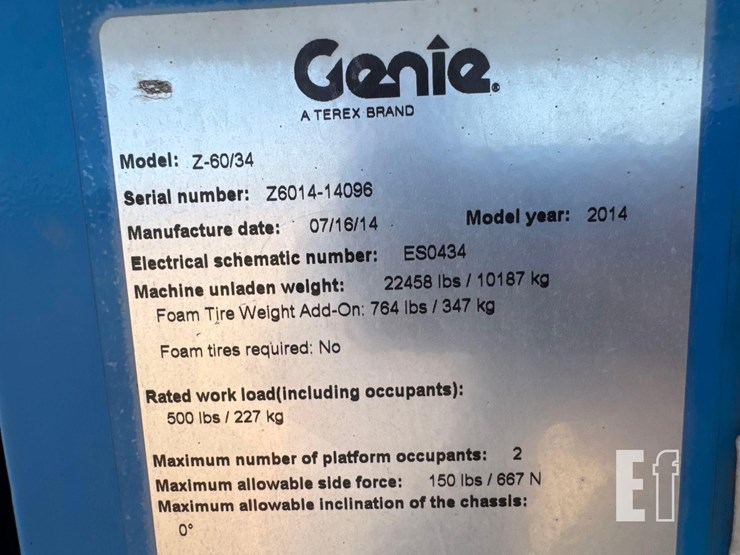 Genie®
A TEREX BRAND
Model: Z-60/34
Serial number: Z6014-14096
Manufacture date: 07/16/14 Model year: 2014
Electrical schematic number: ES0434
Machine unladen weight: 22458 lbs / 10187 kg
Foam Tire Weight Add-On: 764 lbs / 347 kg
Foam tires required: No
Rated work load(including occupants):
500 lbs / 227 kg
Maximum number of platform occupants: 2
Maximum allowable side force: 150 lbs / 667 N
Maximum allowable inclination of the chassis:
0°
Ef